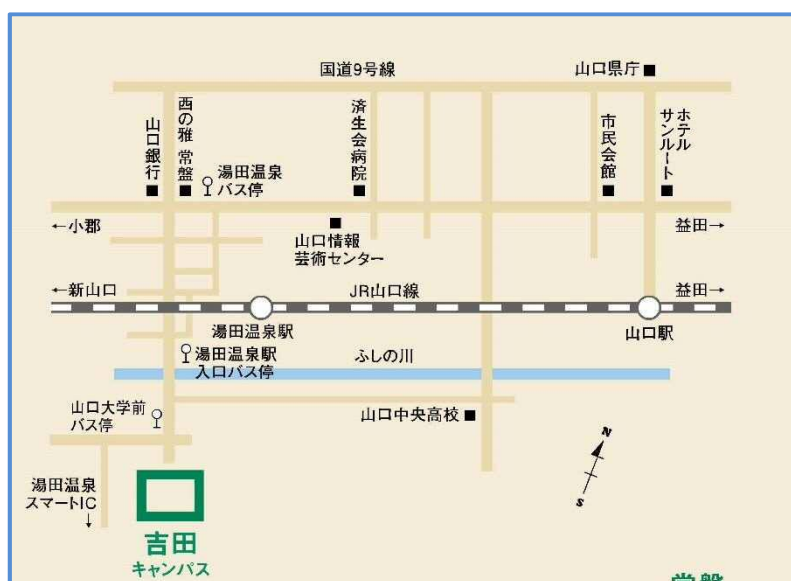 国道9号線
山口県庁
山口銀行
西の雅 常盤
湯田温泉
バス停
済生会病院
市民会館
ホテル
サンルート
←小郡
山口情報
芸術センター
益田→
←新山口
JR山口線
益田→
湯田温泉駅
山口駅
湯田温泉駅
入口バス停
ふしの川
山口大学前
バス停
山口中央高校
N
S
湯田温泉
スマートIC
↓
吉田
キャンパス
常盤